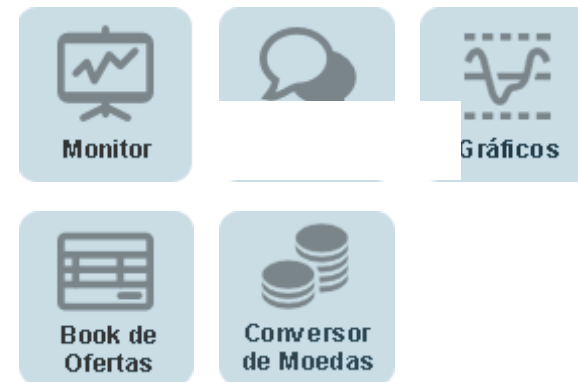 Monitor
Gráficos
Book de
Ofertas
Conversor
de Moedas